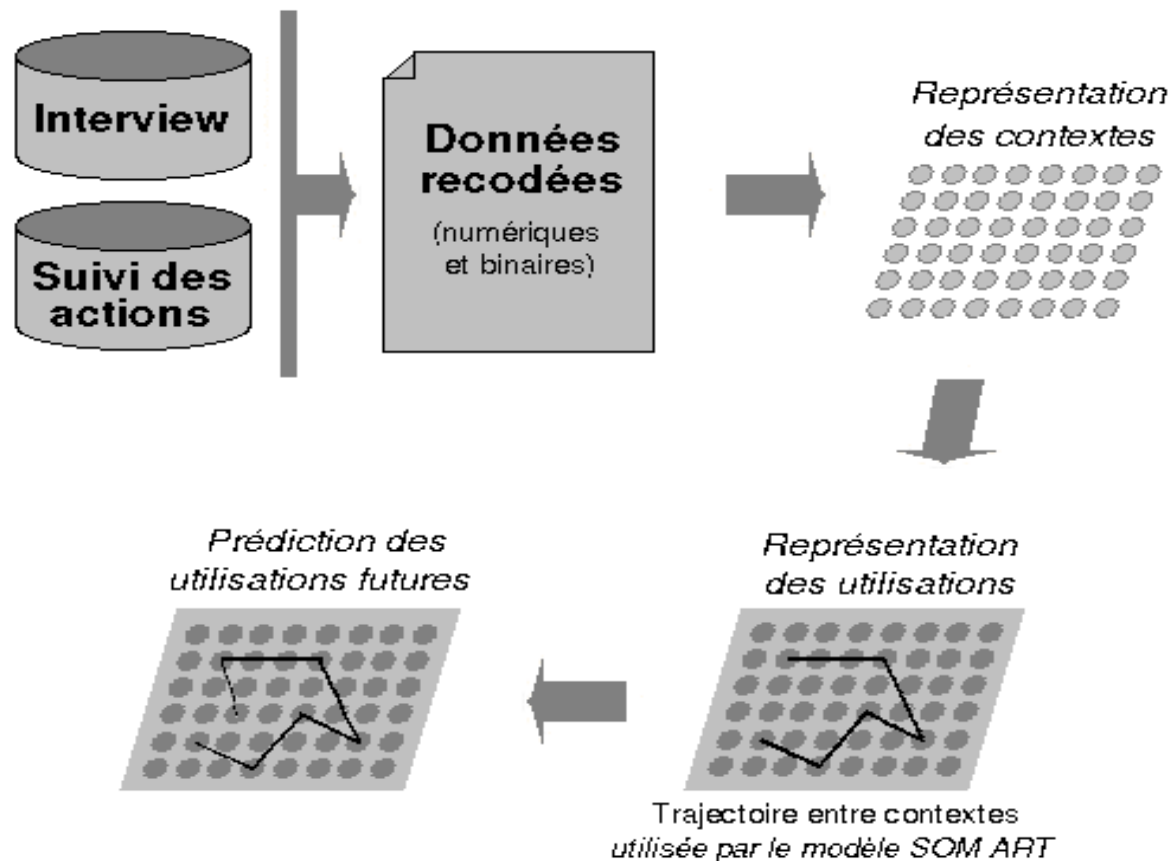 Interview
Suivi des
actions
Données
recodées
(numériques
et binaires)
Représentation
des contextes
Prédiction des
utilisations futures
Représentation
des utilisations
Trajectoire entre contextes
utilisée par le modèle SOM ART